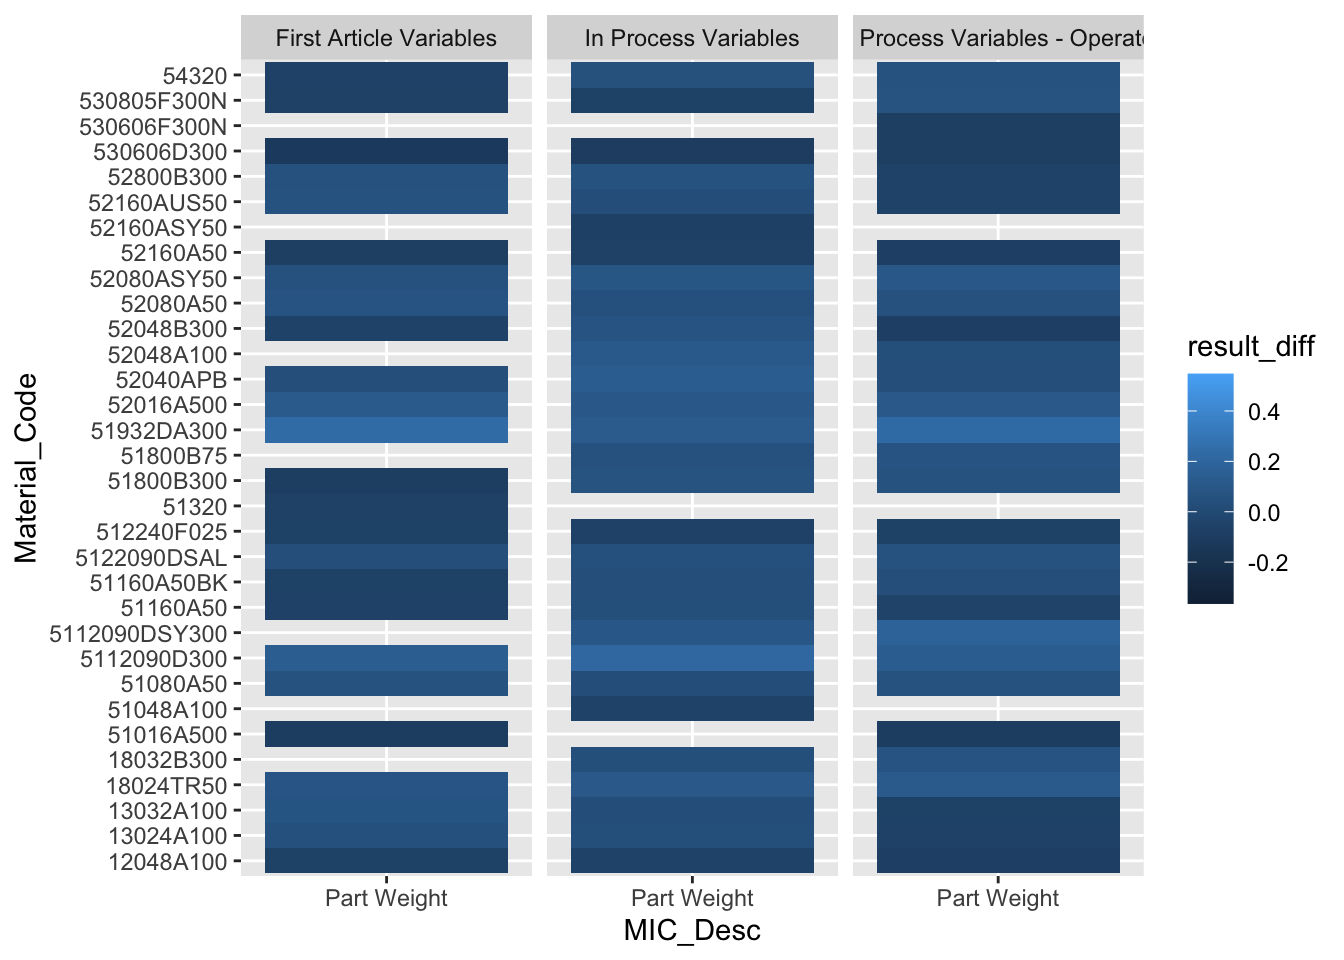 First Article Variables
In Process Variables
Process Variables - Operat
54320
530805F300N
530606F300N
530606D300
52800B300
52160AUS50
52160ASY50
52160A50
52080ASY50
52080A50
52048B300
52048A100
52040APB
52016A500
51932DA300
51800B75
51800B300
51320
512240F025
5122090DSAL
51160A50BK
51160A50
5112090DSY300
5112090D300
51080A50
51048A100
51016A500
18032B300
18024TR50
13032A100
13024A100
12048A100
Material_Code
Part Weight
Part Weight
Part Weight
MIC_Desc
result_diff
0.4
0.2
0.0
-0.2